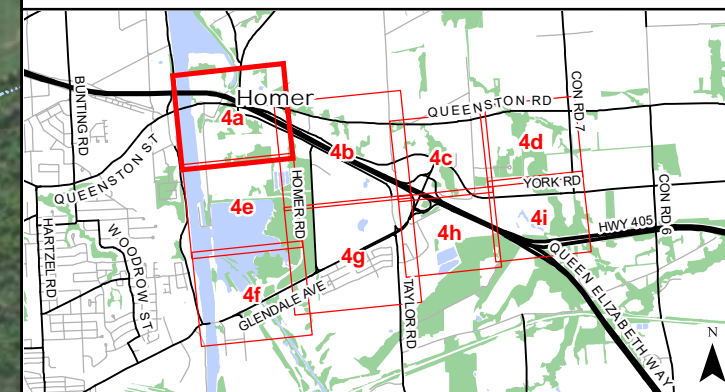 Homer
4a
4b
4c
4d
4e
4f
4g
4h
4i
BUNTING RD
QUEENSTON ST
HARTZEL RD
WOODROW ST
HOMER RD
GLENDALE AVE
TAYLOR RD
QUEENSTON RD
CON RD 7
YORK RD
CON RD 6
HWY 405
QUEEN ELIZABETH WAY
N